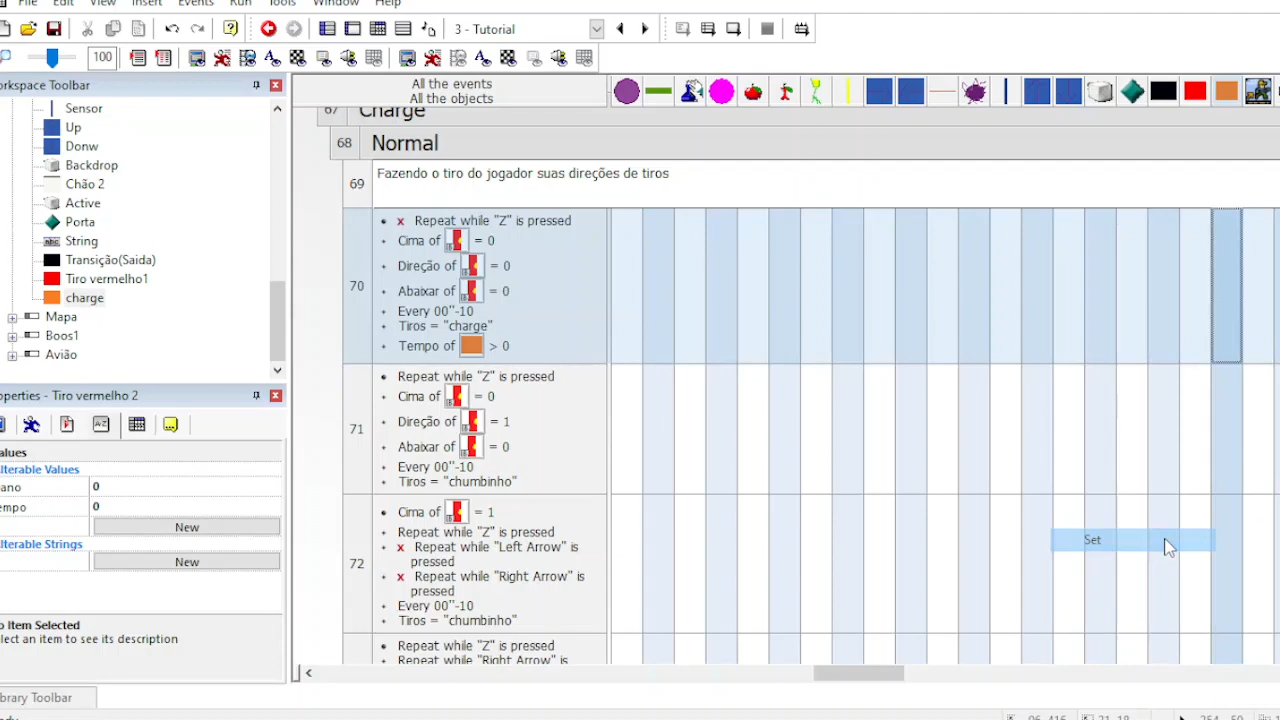 File Edit View Insert Events Run Tools Window Help
3 - Tutorial
100
orkspace Toolbar
All the events
All the objects
Sensor
Up
Donw
Backdrop
Chão 2
Active
Porta
abc String
Transição(Saida)
Tiro vermelho1
charge
Mapa
Boos1
Avião
operties - Tiro vermelho 2
A-Z
alues
lterable Values
ano 0
empo 0
New
lterable Strings
New
o Item Selected
elect an item to see its description
brary Toolbar
67 Charge
68 Normal
69 Fazendo o tiro do jogador suas direções de tiros
70
x Repeat while "Z" is pressed
Cima of = 0
Direção of = 0
Abaixar of = 0
Every 00''-10
Tiros = "charge"
Tempo of > 0
71
Repeat while "Z" is pressed
Cima of = 0
Direção of = 1
Abaixar of = 0
Every 00''-10
Tiros = "chumbinho"
72
Cima of = 1
Repeat while "Z" is pressed
x Repeat while "Left Arrow" is
pressed
x Repeat while "Right Arrow" is
pressed
Every 00''-10
Tiros = "chumbinho"
Repeat while "Z" is pressed
Repeat while "Right Arrow" is
Set